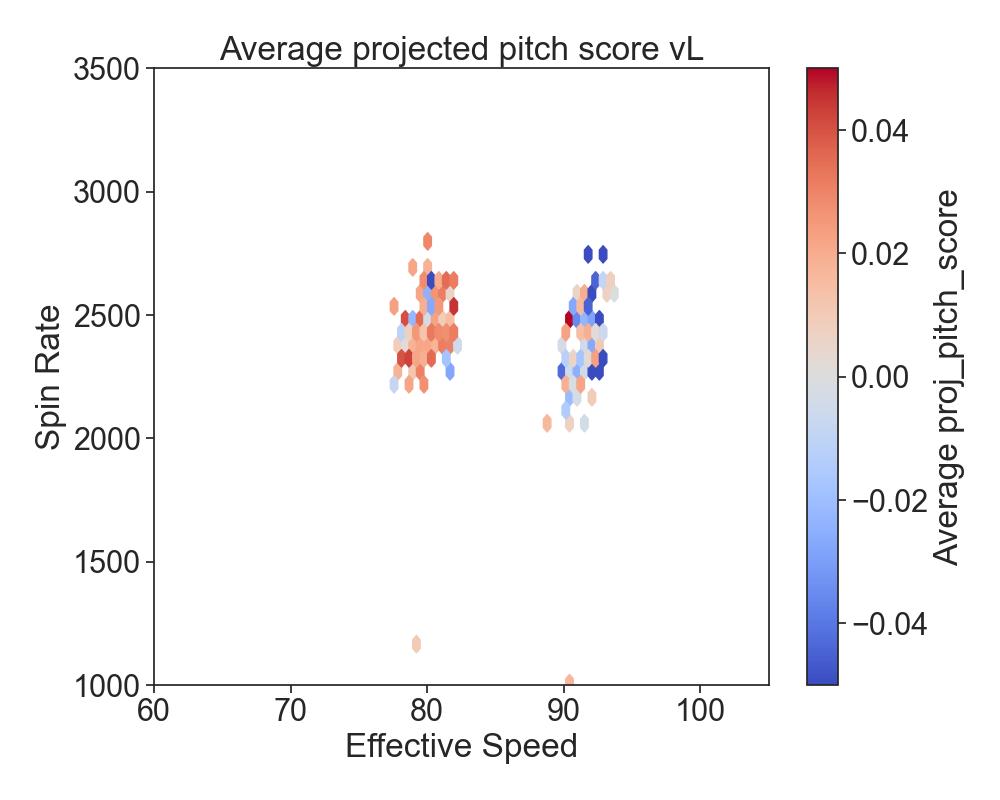 Average projected pitch score vL
3500
3000
2500
2000
1500
1000
Spin Rate
60 70 80 90 100
Effective Speed
0.04
0.02
0.00
−0.02
−0.04
Average proj_pitch_score